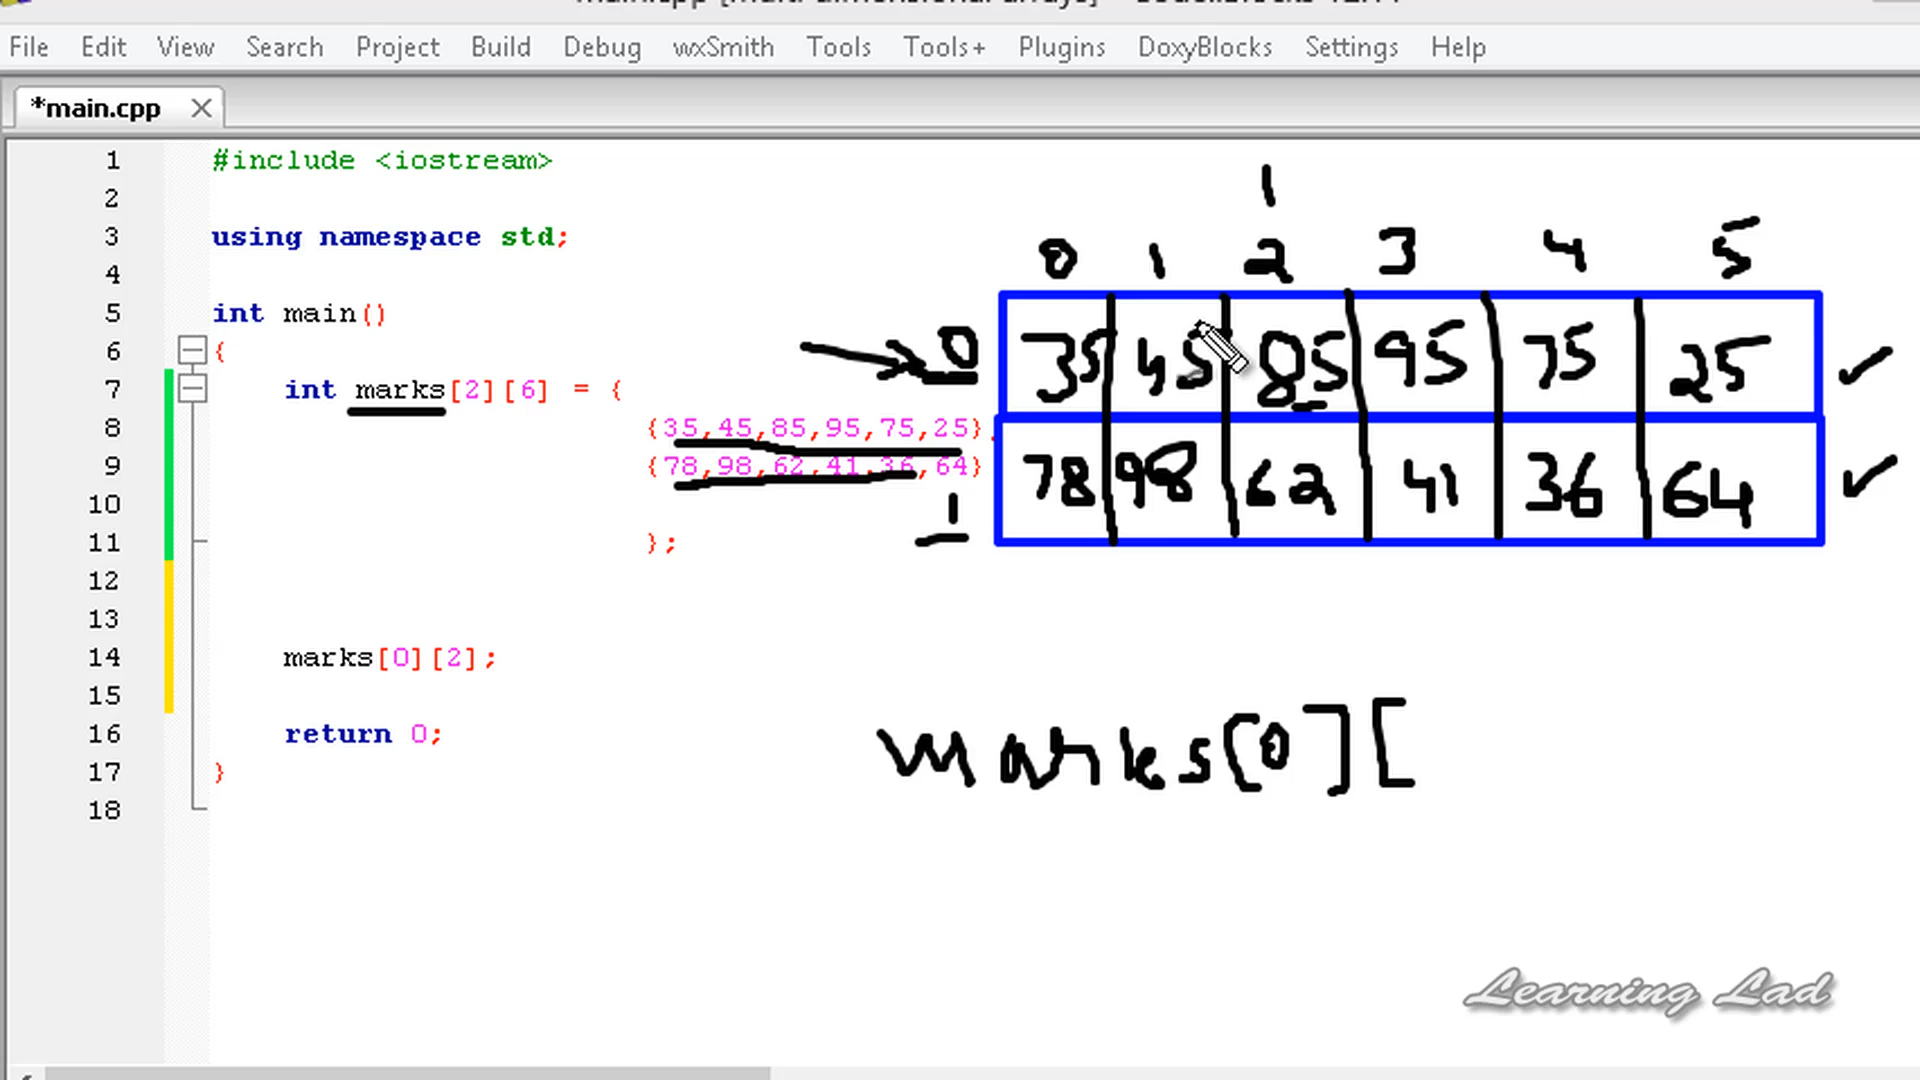 File Edit View Search Project Build Debug wxSmith Tools Tools+ Plugins DoxyBlocks Settings Help
*main.cpp
1 #include <iostream>
2
3 using namespace std;
4
5 int main()
6 {
7 int marks[2][6] = {
8 {35,45,85,95,75,25},
9 {78,98,62,41,36,64}
10
11 };
12
13
14 marks[0][2];
15
16 return 0;
17 }
18
1
0 1 2 3 4 5
0 35 45 85 95 75 25
1 78 98 62 41 36 64
marks[0][
Learning Lad